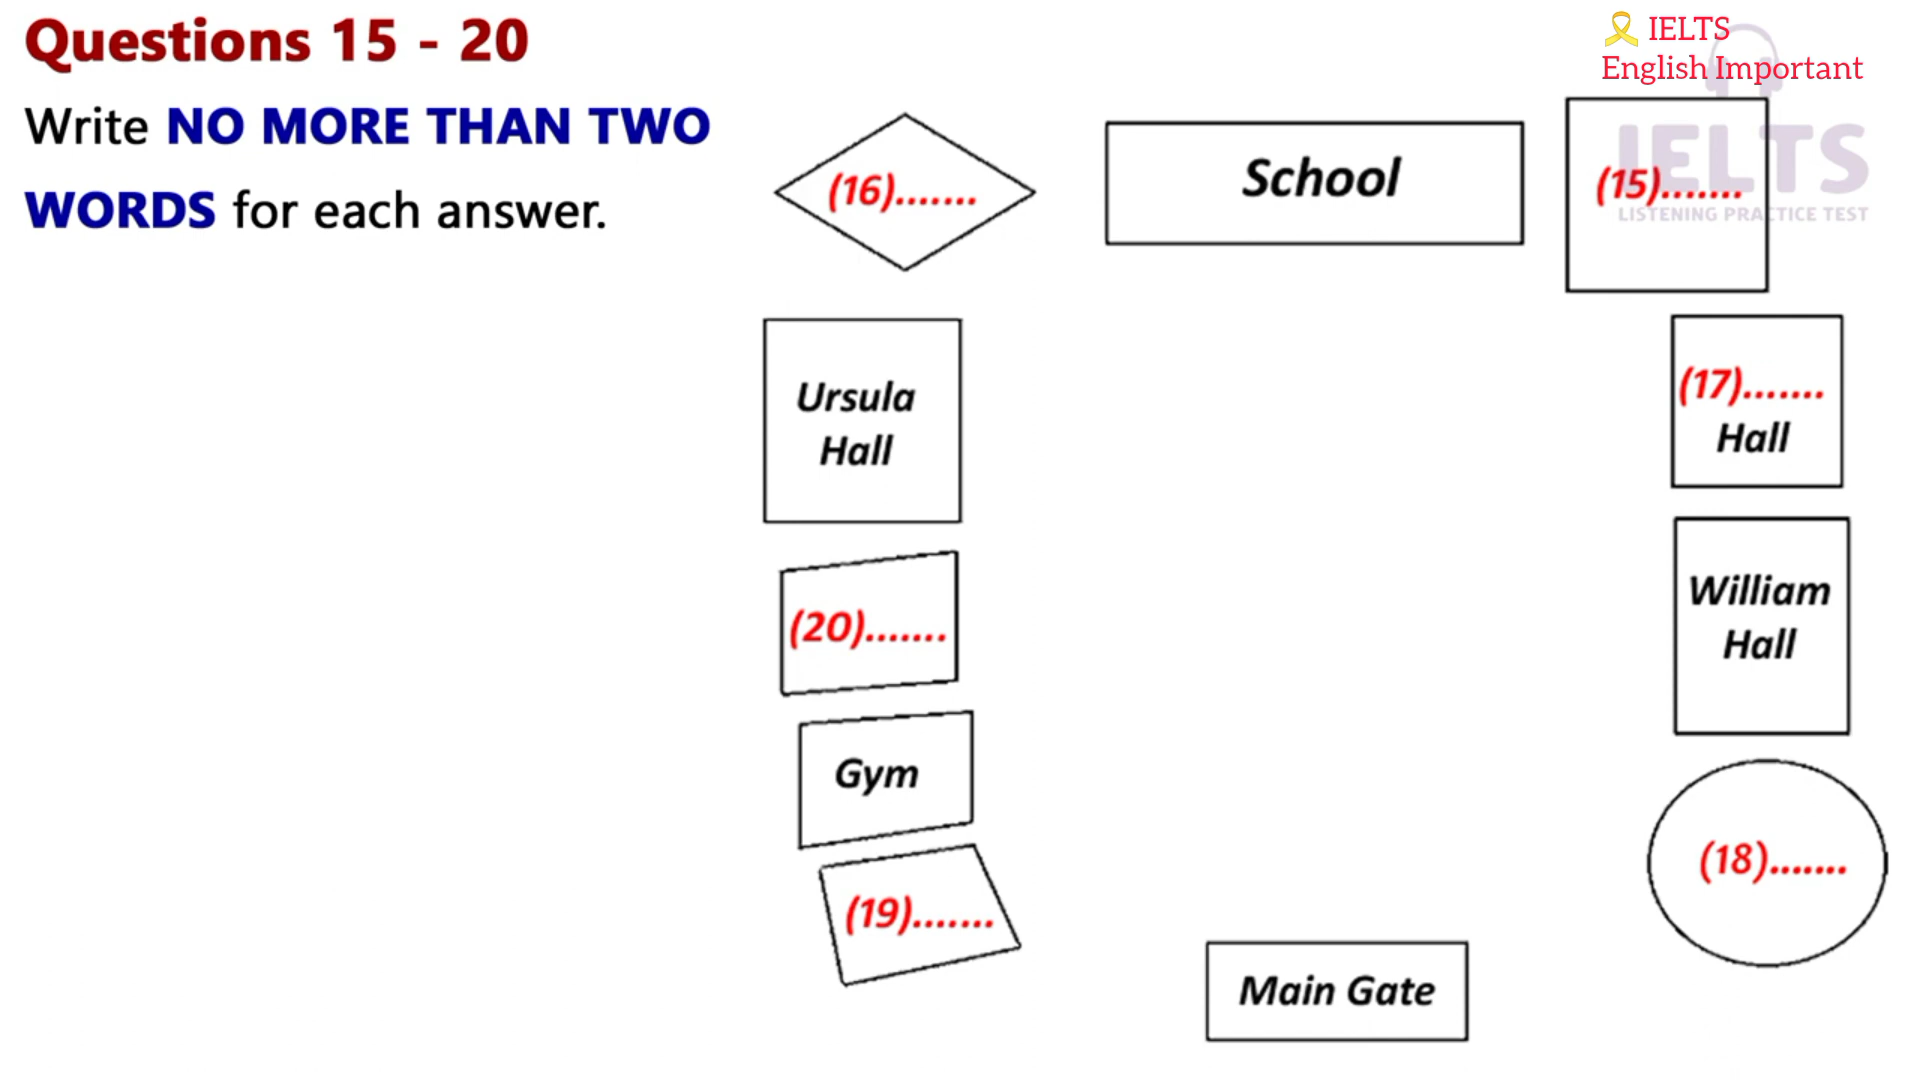 Questions 15 - 20
Write NO MORE THAN TWO
WORDS for each answer.
🎗 IELTS
English Important
IELTS
LISTENING PRACTICE TEST
(16).......
School
(15).......
Ursula
Hall
(17).......
Hall
(20).......
William
Hall
Gym
(18).......
(19).......
Main Gate